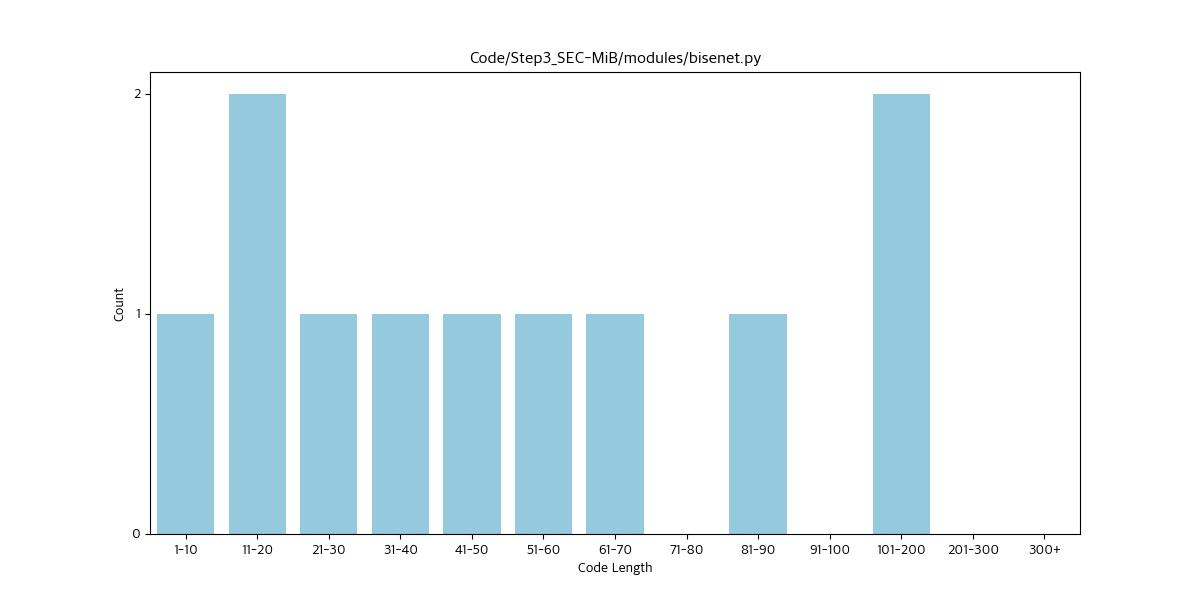 Code/Step3_SEC-MiB/modules/bisenet.py
Count
2
1
0
1-10 11-20 21-30 31-40 41-50 51-60 61-70 71-80 81-90 91-100 101-200 201-300 300+
Code Length